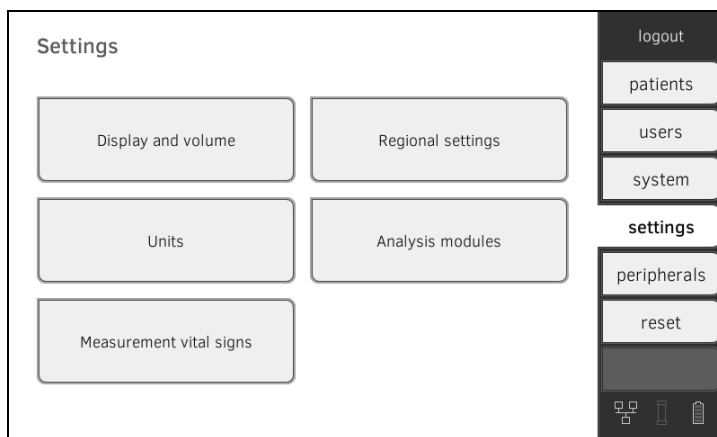 Settings
Display and volume
Regional settings
Units
Analysis modules
Measurement vital signs
logout
patients
users
system
settings
peripherals
reset